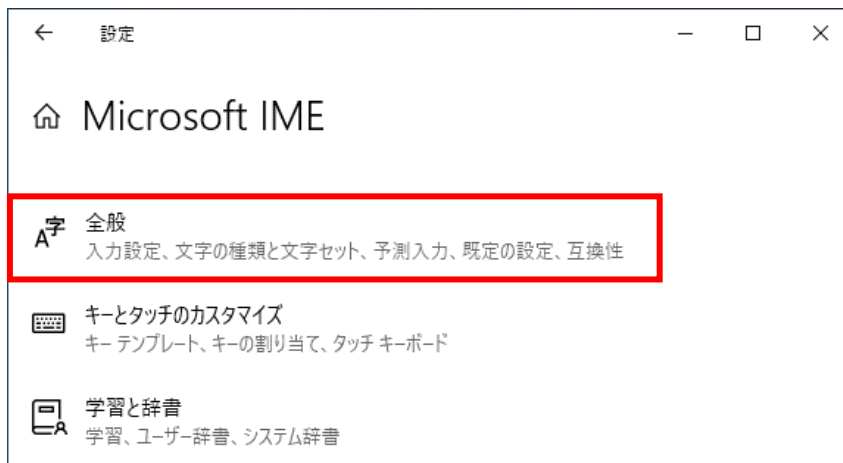 設定
Microsoft IME
全般
入力設定、文字の種類と文字セット、予測入力、既定の設定、互換性
キーとタッチのカスタマイズ
キー テンプレート、キーの割り当て、タッチ キーボード
学習と辞書
学習、ユーザー辞書、システム辞書